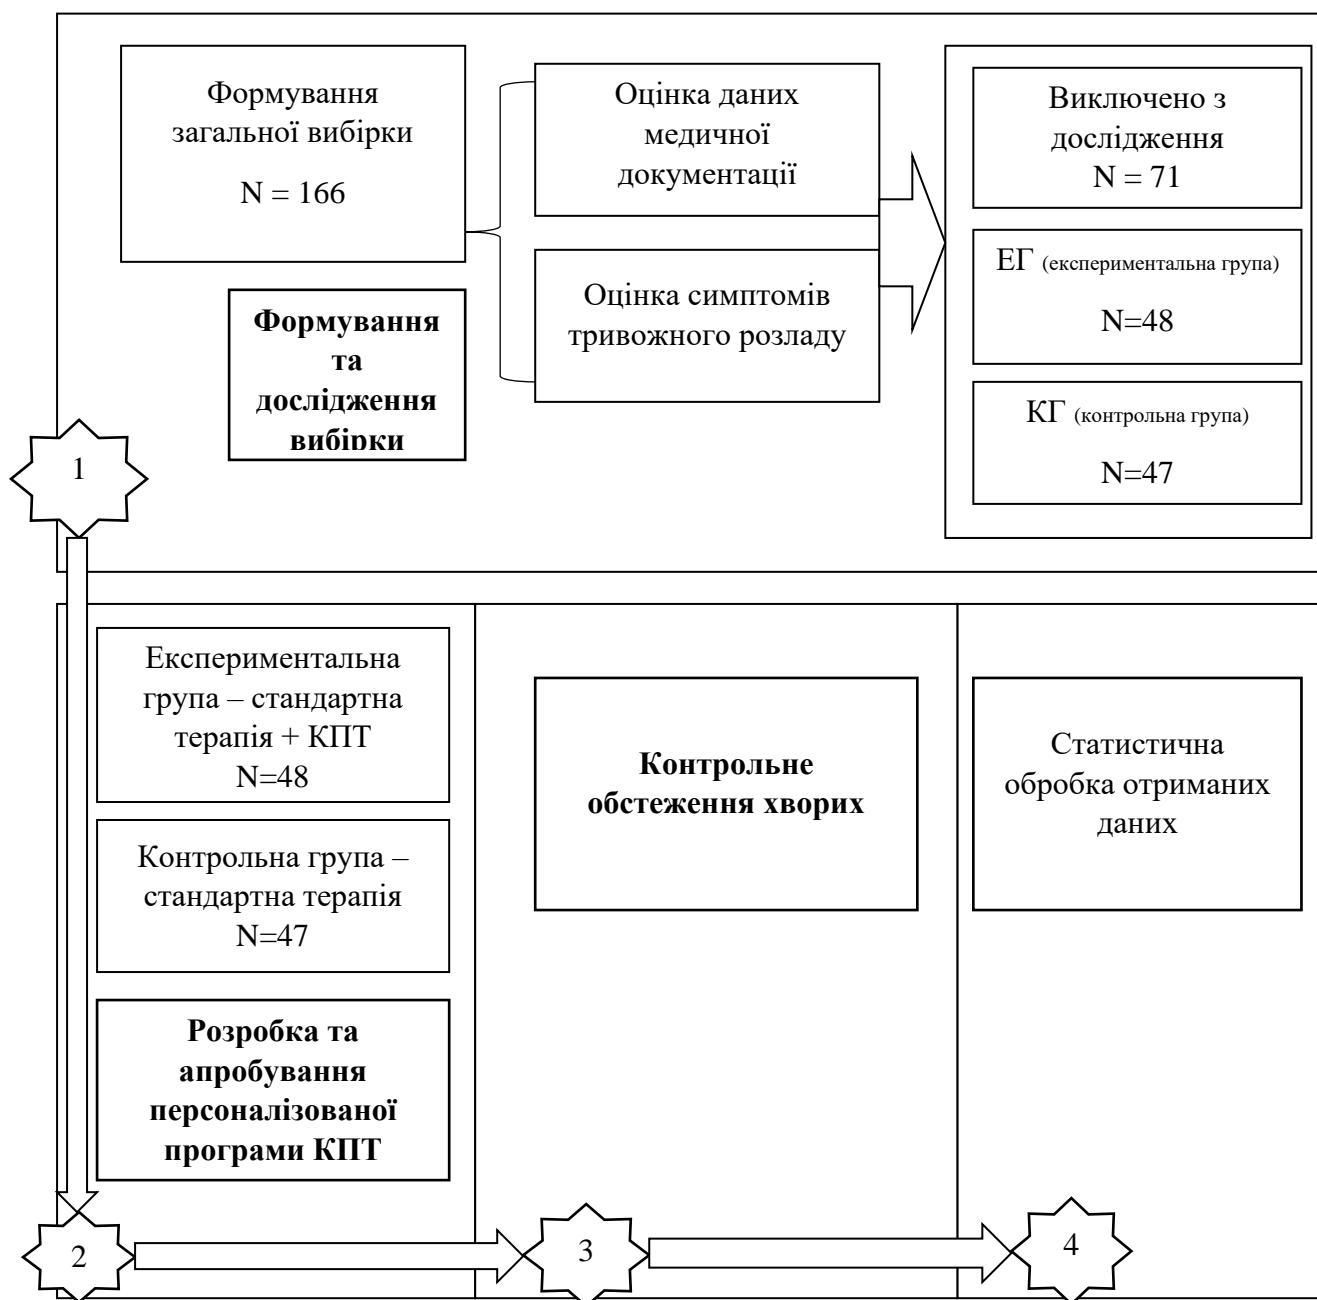 Формування
загальної вибірки
N = 166
Оцінка даних
медичної
документації
Оцінка симптомів
тривожного розладу
Виключено з
дослідження
N = 71
ЕГ (експериментальна група)
N=48
КГ (контрольна група)
N=47
Формування
та
дослідження
вибірки
1
Експериментальна
група – стандартна
терапія + КПТ
N=48
Контрольна група –
стандартна терапія
N=47
Розробка та
апробування
персоналізованої
програми КПТ
Контрольне
обстеження хворих
Статистична
обробка отриманих
даних
2
3
4